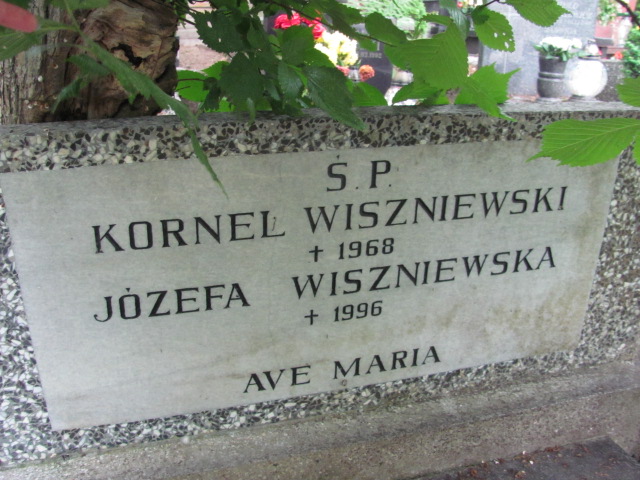 Ś.P.
KORNEL WISZNIEWSKI
+ 1968
JÓZEFA WISZNIEWSKA
+ 1996
AVE MARIA